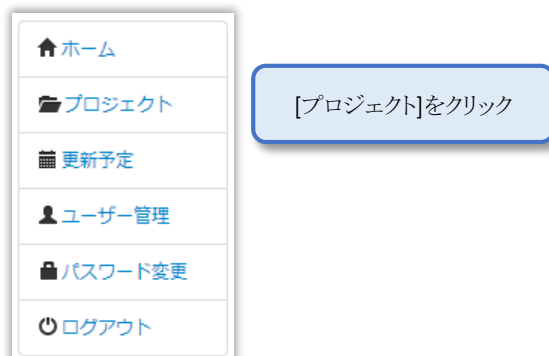 ホーム
プロジェクト
[プロジェクト]をクリック
更新予定
ユーザー管理
パスワード変更
ログアウト